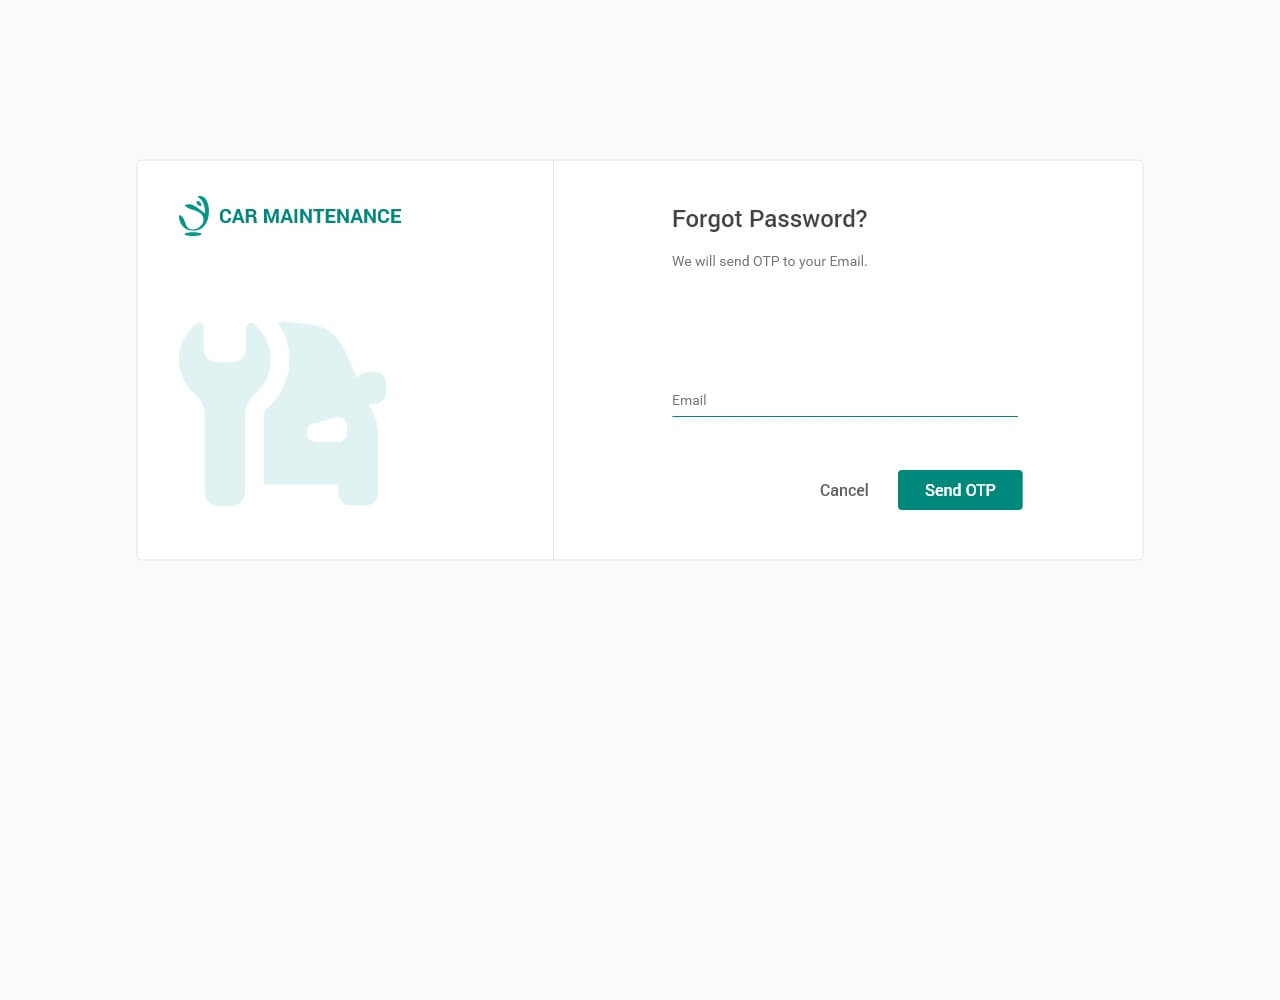 CAR MAINTENANCE
Forgot Password?
We will send OTP to your Email.
Email
Cancel
Send OTP